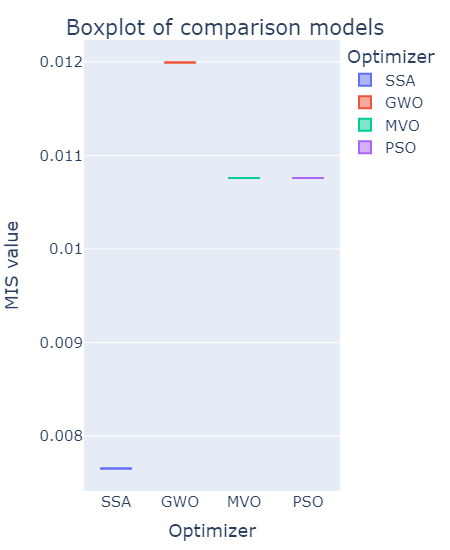 Boxplot of comparison models
Optimizer
SSA
GWO
MVO
PSO
MIS value
0.012
0.011
0.01
0.009
0.008
SSA
GWO
MVO
PSO
Optimizer